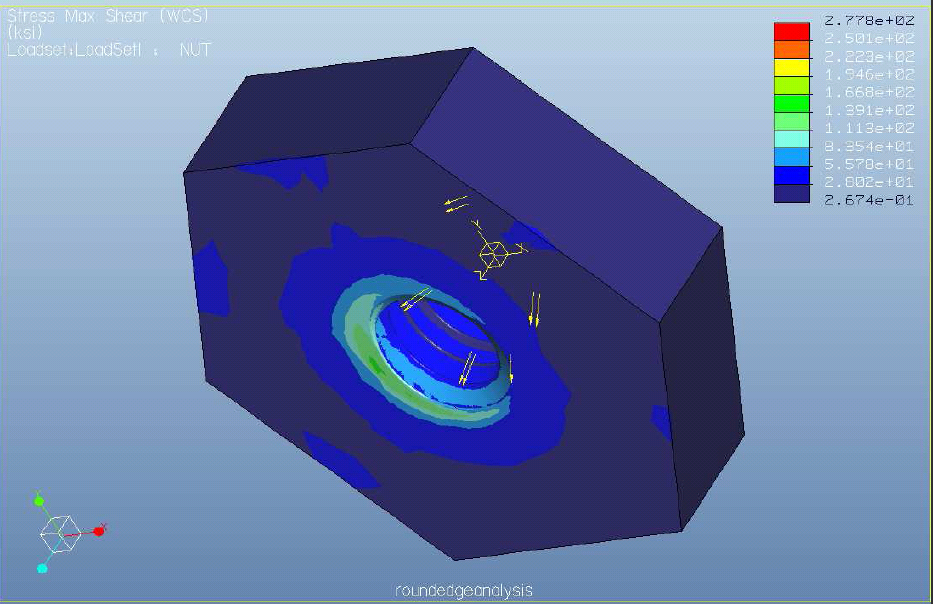 Stress Max Shear (WCS)
(ksi)
Loadset:LoadSet1 : NUT
2.778e+02
2.501e+02
2.223e+02
1.946e+02
1.668e+02
1.391e+02
1.113e+02
8.354e+01
5.578e+01
2.802e+01
2.674e-01
Y
X
Z
Y
X
roundedgeanalysis